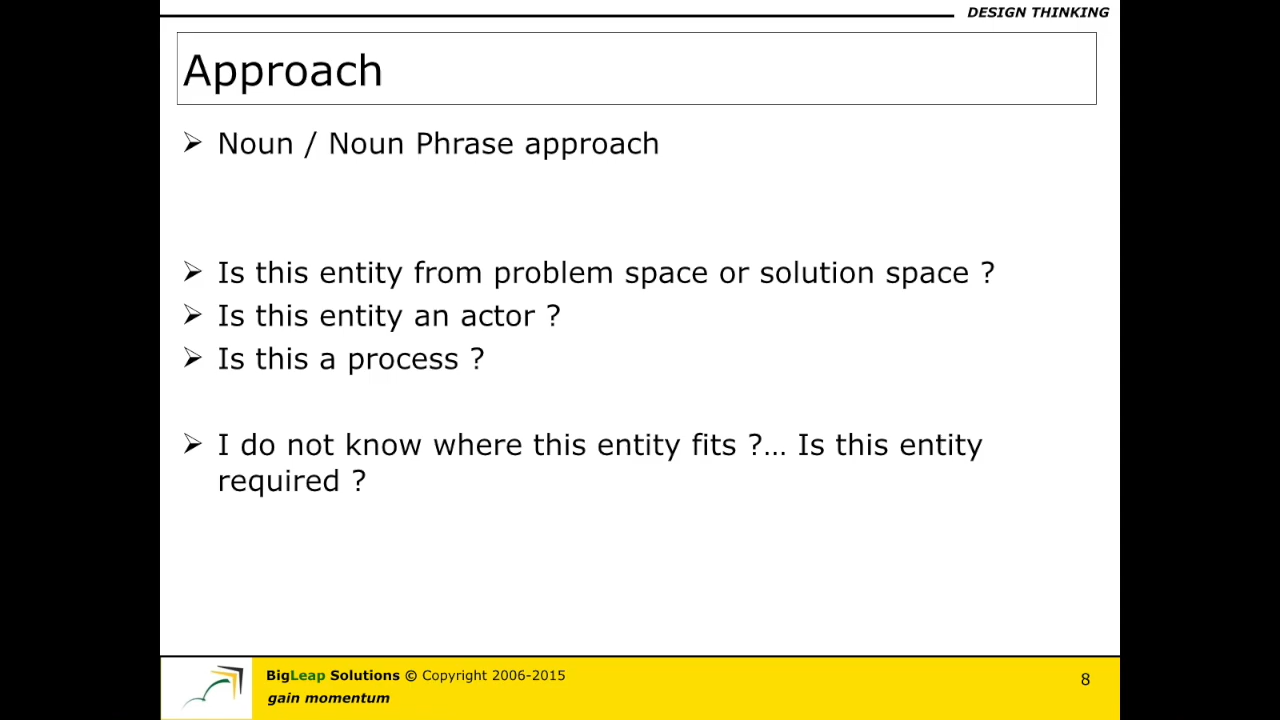 DESIGN THINKING
Approach
➢ Noun / Noun Phrase approach
➢ Is this entity from problem space or solution space ?
➢ Is this entity an actor ?
➢ Is this a process ?
➢ I do not know where this entity fits ?… Is this entity
required ?
BigLeap Solutions © Copyright 2006-2015
gain momentum
8